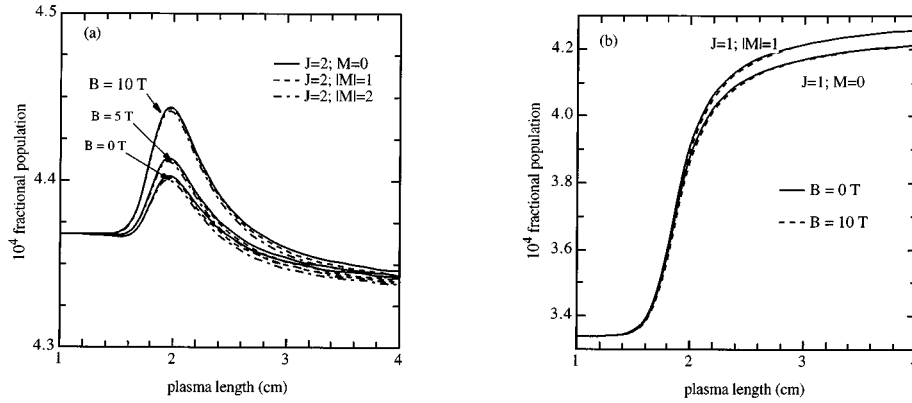 (a)
4.5
4.4
4.3
10⁴ fractional population
J=2; M=0
J=2; |M|=1
J=2; |M|=2
B = 10 T
B = 5 T
B = 0 T
1 2 3 4
plasma length (cm)
(b)
4.2
4.0
3.8
3.6
3.4
10⁴ fractional population
J=1; |M|=1
J=1; M=0
B = 0 T
B = 10 T
1 2 3 4
plasma length (cm)